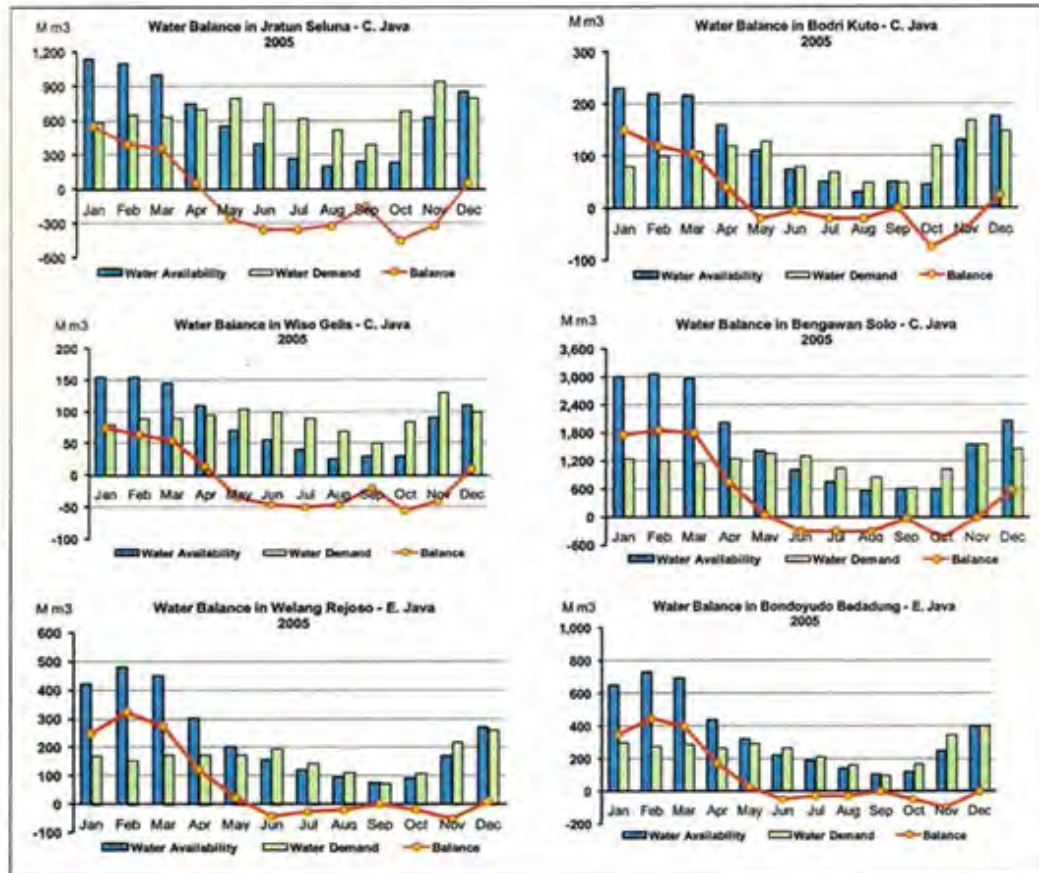 M m3
Water Balance in Jratun Seluna - C. Java
2005
1,200
900
600
300
0
-300
-600
Jan Feb Mar Apr May Jun Jul Aug Sep Oct Nov Dec
Water Availability Water Demand Balance
M m3
Water Balance in Bodri Kuto - C. Java
2005
300
200
100
0
-100
Jan Feb Mar Apr May Jun Jul Aug Sep Oct Nov Dec
Water Availability Water Demand Balance
M m3
Water Balance in Wiso Gelis - C. Java
2005
200
150
100
50
0
-50
-100
Jan Feb Mar Apr May Jun Jul Aug Sep Oct Nov Dec
Water Availability Water Demand Balance
M m3
Water Balance in Bengawan Solo - C. Java
2005
3,600
3,000
2,400
1,800
1,200
600
0
-600
Jan Feb Mar Apr May Jun Jul Aug Sep Oct Nov Dec
Water Availability Water Demand Balance
M m3
Water Balance in Welang Rejoso - E. Java
2005
600
500
400
300
200
100
0
-100
Jan Feb Mar Apr May Jun Jul Aug Sep Oct Nov Dec
Water Availability Water Demand Balance
M m3
Water Balance in Bondoyudo Bedadung - E. Java
2005
1,000
800
600
400
200
0
-200
Jan Feb Mar Apr May Jun Jul Aug Sep Oct Nov Dec
Water Availability Water Demand Balance